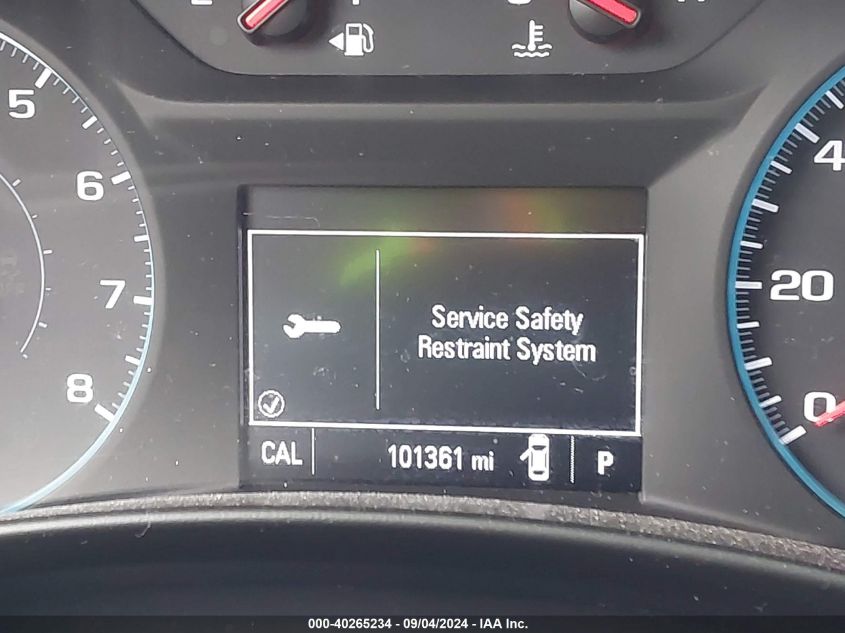 5
6
7
8
4
20
0
Service Safety
Restraint System
CAL 101361 mi P
000-40265234 - 09/04/2024 - IAA Inc.